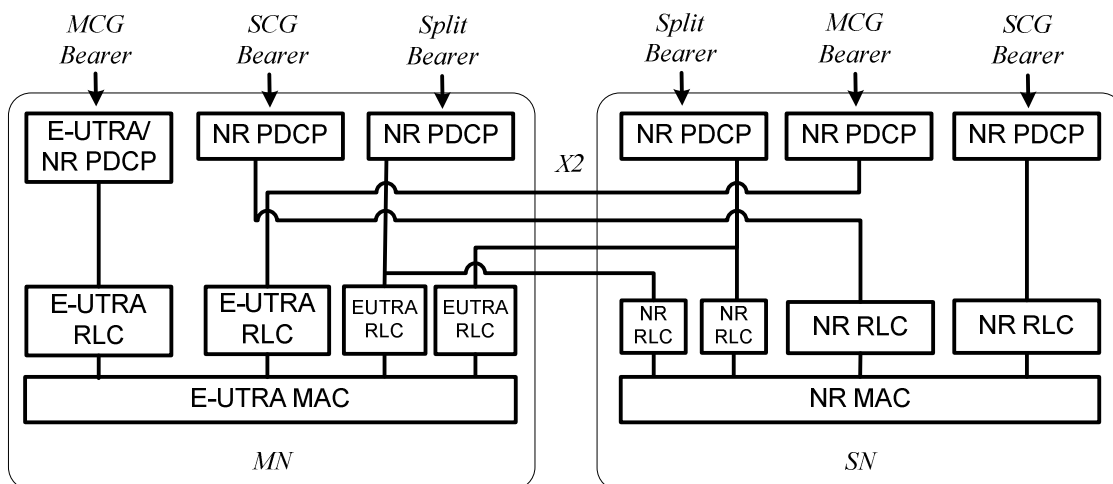 MCG Bearer
SCG Bearer
Split Bearer
Split Bearer
MCG Bearer
SCG Bearer
E-UTRA/
NR PDCP
NR PDCP
NR PDCP
NR PDCP
NR PDCP
NR PDCP
X2
E-UTRA
RLC
E-UTRA
RLC
EUTRA
RLC
EUTRA
RLC
NR
RLC
NR
RLC
NR RLC
NR RLC
E-UTRA MAC
NR MAC
MN
SN